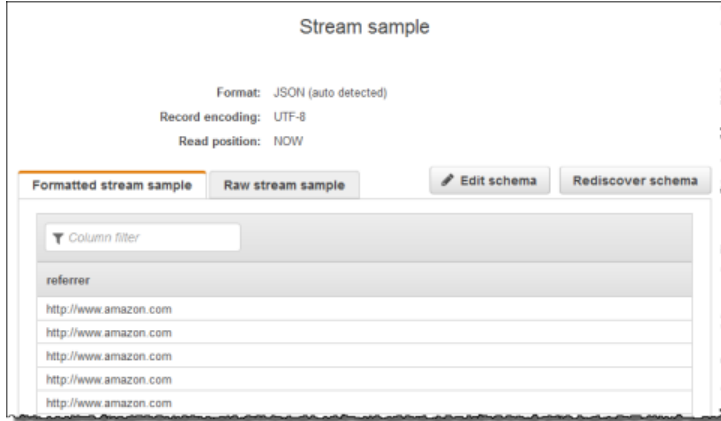 Stream sample
Format: JSON (auto detected)
Record encoding: UTF-8
Read position: NOW
Formatted stream sample Raw stream sample Edit schema Rediscover schema
Column filter
referrer
http://www.amazon.com
http://www.amazon.com
http://www.amazon.com
http://www.amazon.com
http://www.amazon.com